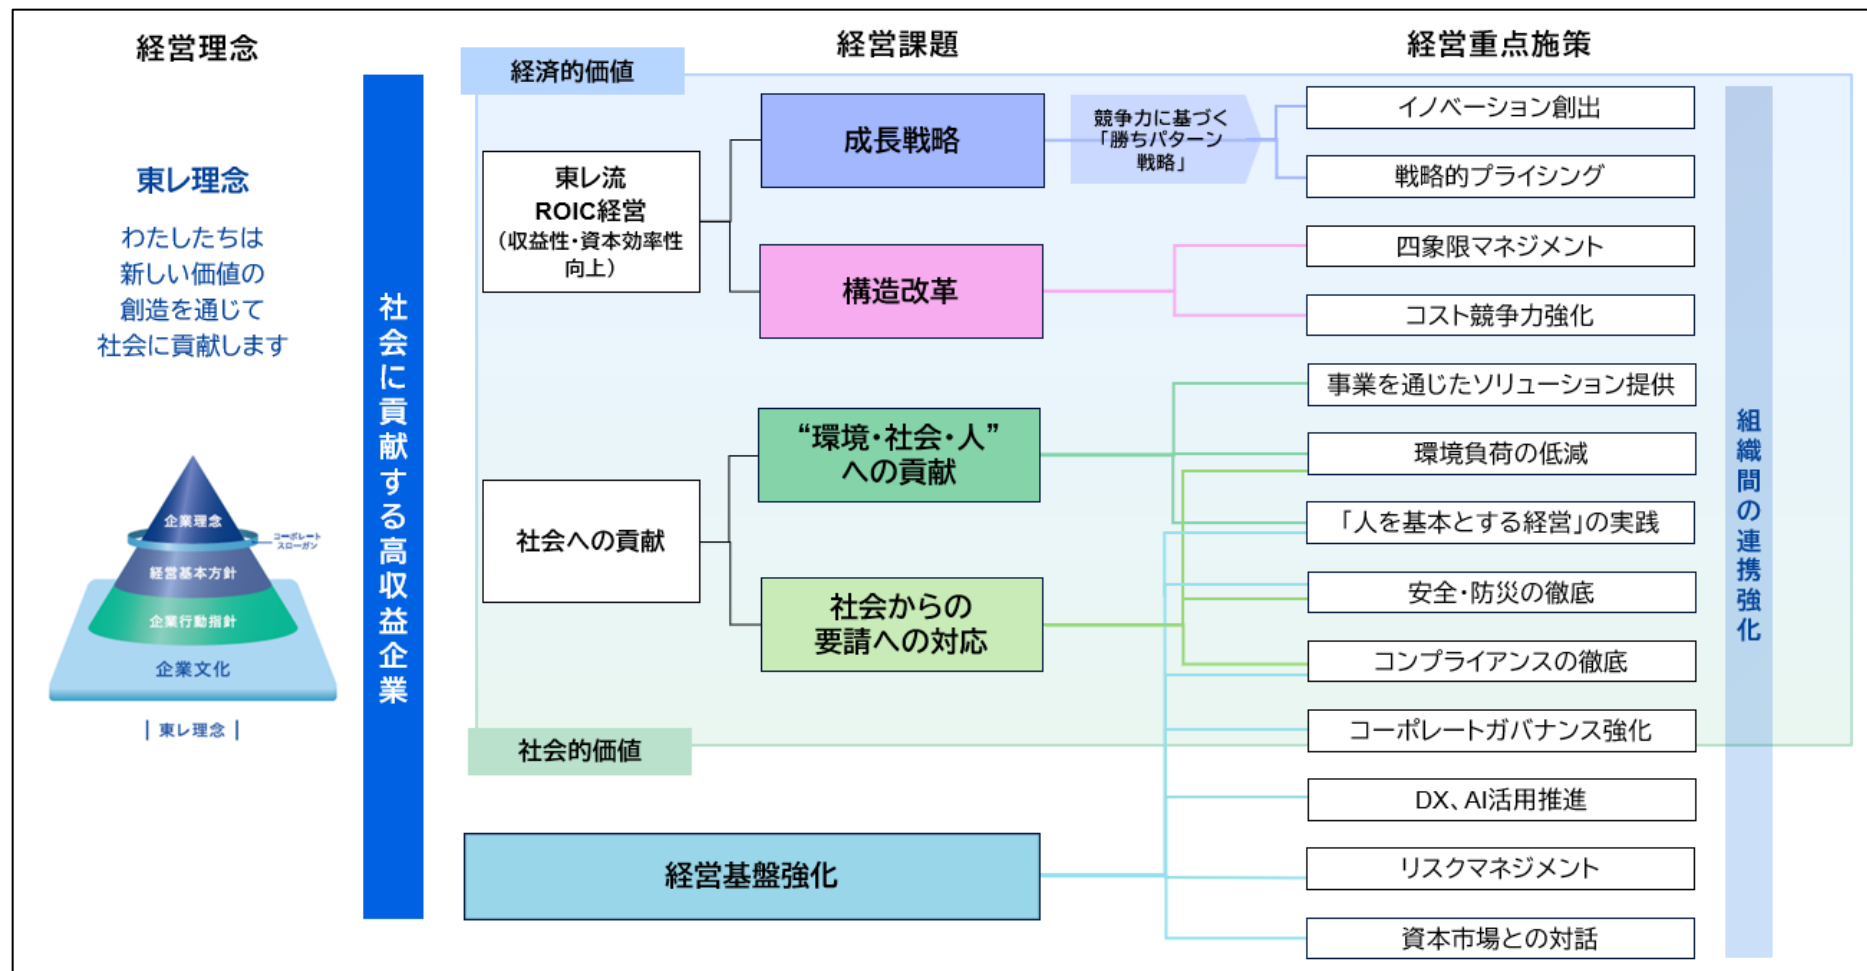 経営理念
東レ理念
わたしたちは
新しい価値の
創造を通じて
社会に貢献します
企業理念
コーポレート
スローガン
経営基本方針
企業行動指針
企業文化
| 東レ理念 |
社会に貢献する高収益企業
経営課題
経営重点施策
経済的価値
東レ流
ROIC経営
（収益性・資本効率性
向上）
成長戦略
競争力に基づく
「勝ちパターン
戦略」
構造改革
イノベーション創出
戦略的プライシング
四象限マネジメント
コスト競争力強化
社会への貢献
“環境・社会・人”
への貢献
社会からの
要請への対応
事業を通じたソリューション提供
環境負荷の低減
「人を基本とする経営」の実践
安全・防災の徹底
コンプライアンスの徹底
コーポレートガバナンス強化
社会的価値
経営基盤強化
DX、AI活用推進
リスクマネジメント
資本市場との対話
組織間の連携強化